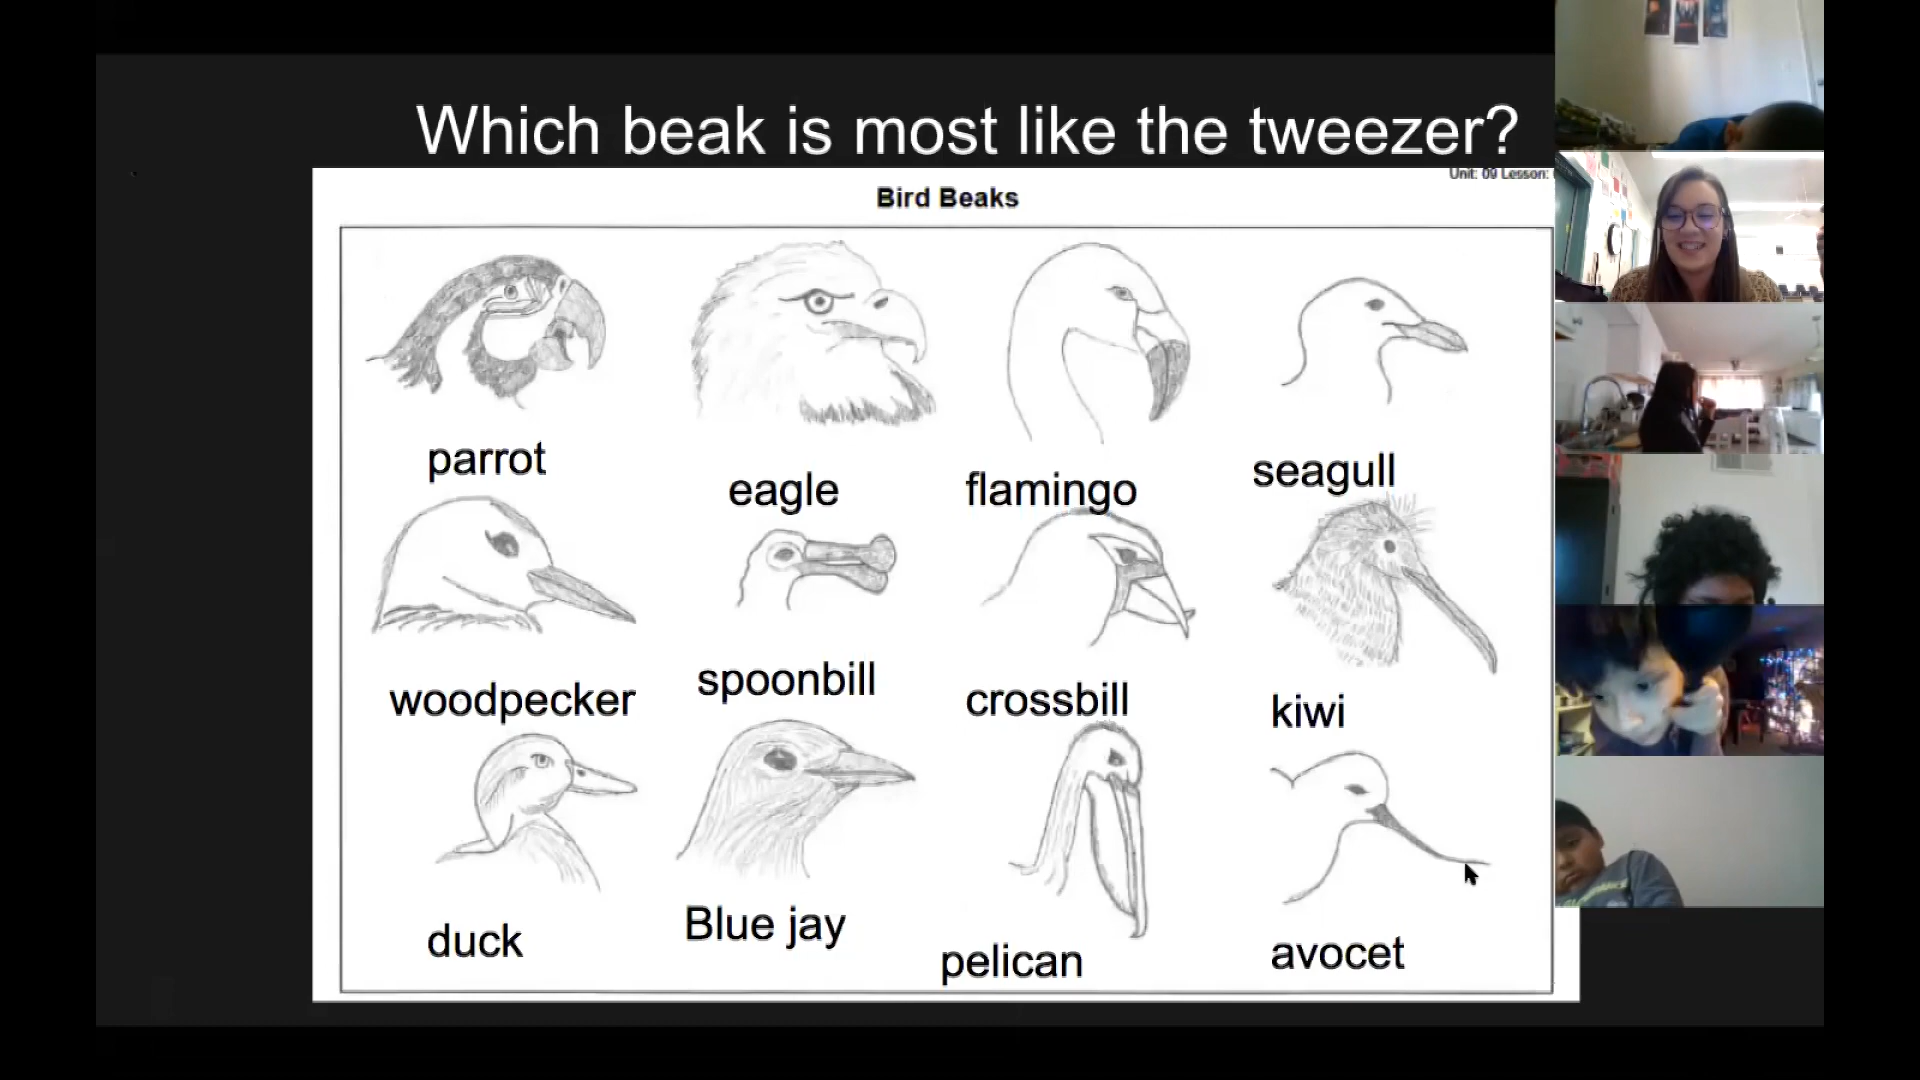 Which beak is most like the tweezer?
Unit: 09 Lesson:
Bird Beaks
parrot
eagle
flamingo
seagull
woodpecker
spoonbill
crossbill
kiwi
duck
Blue jay
pelican
avocet